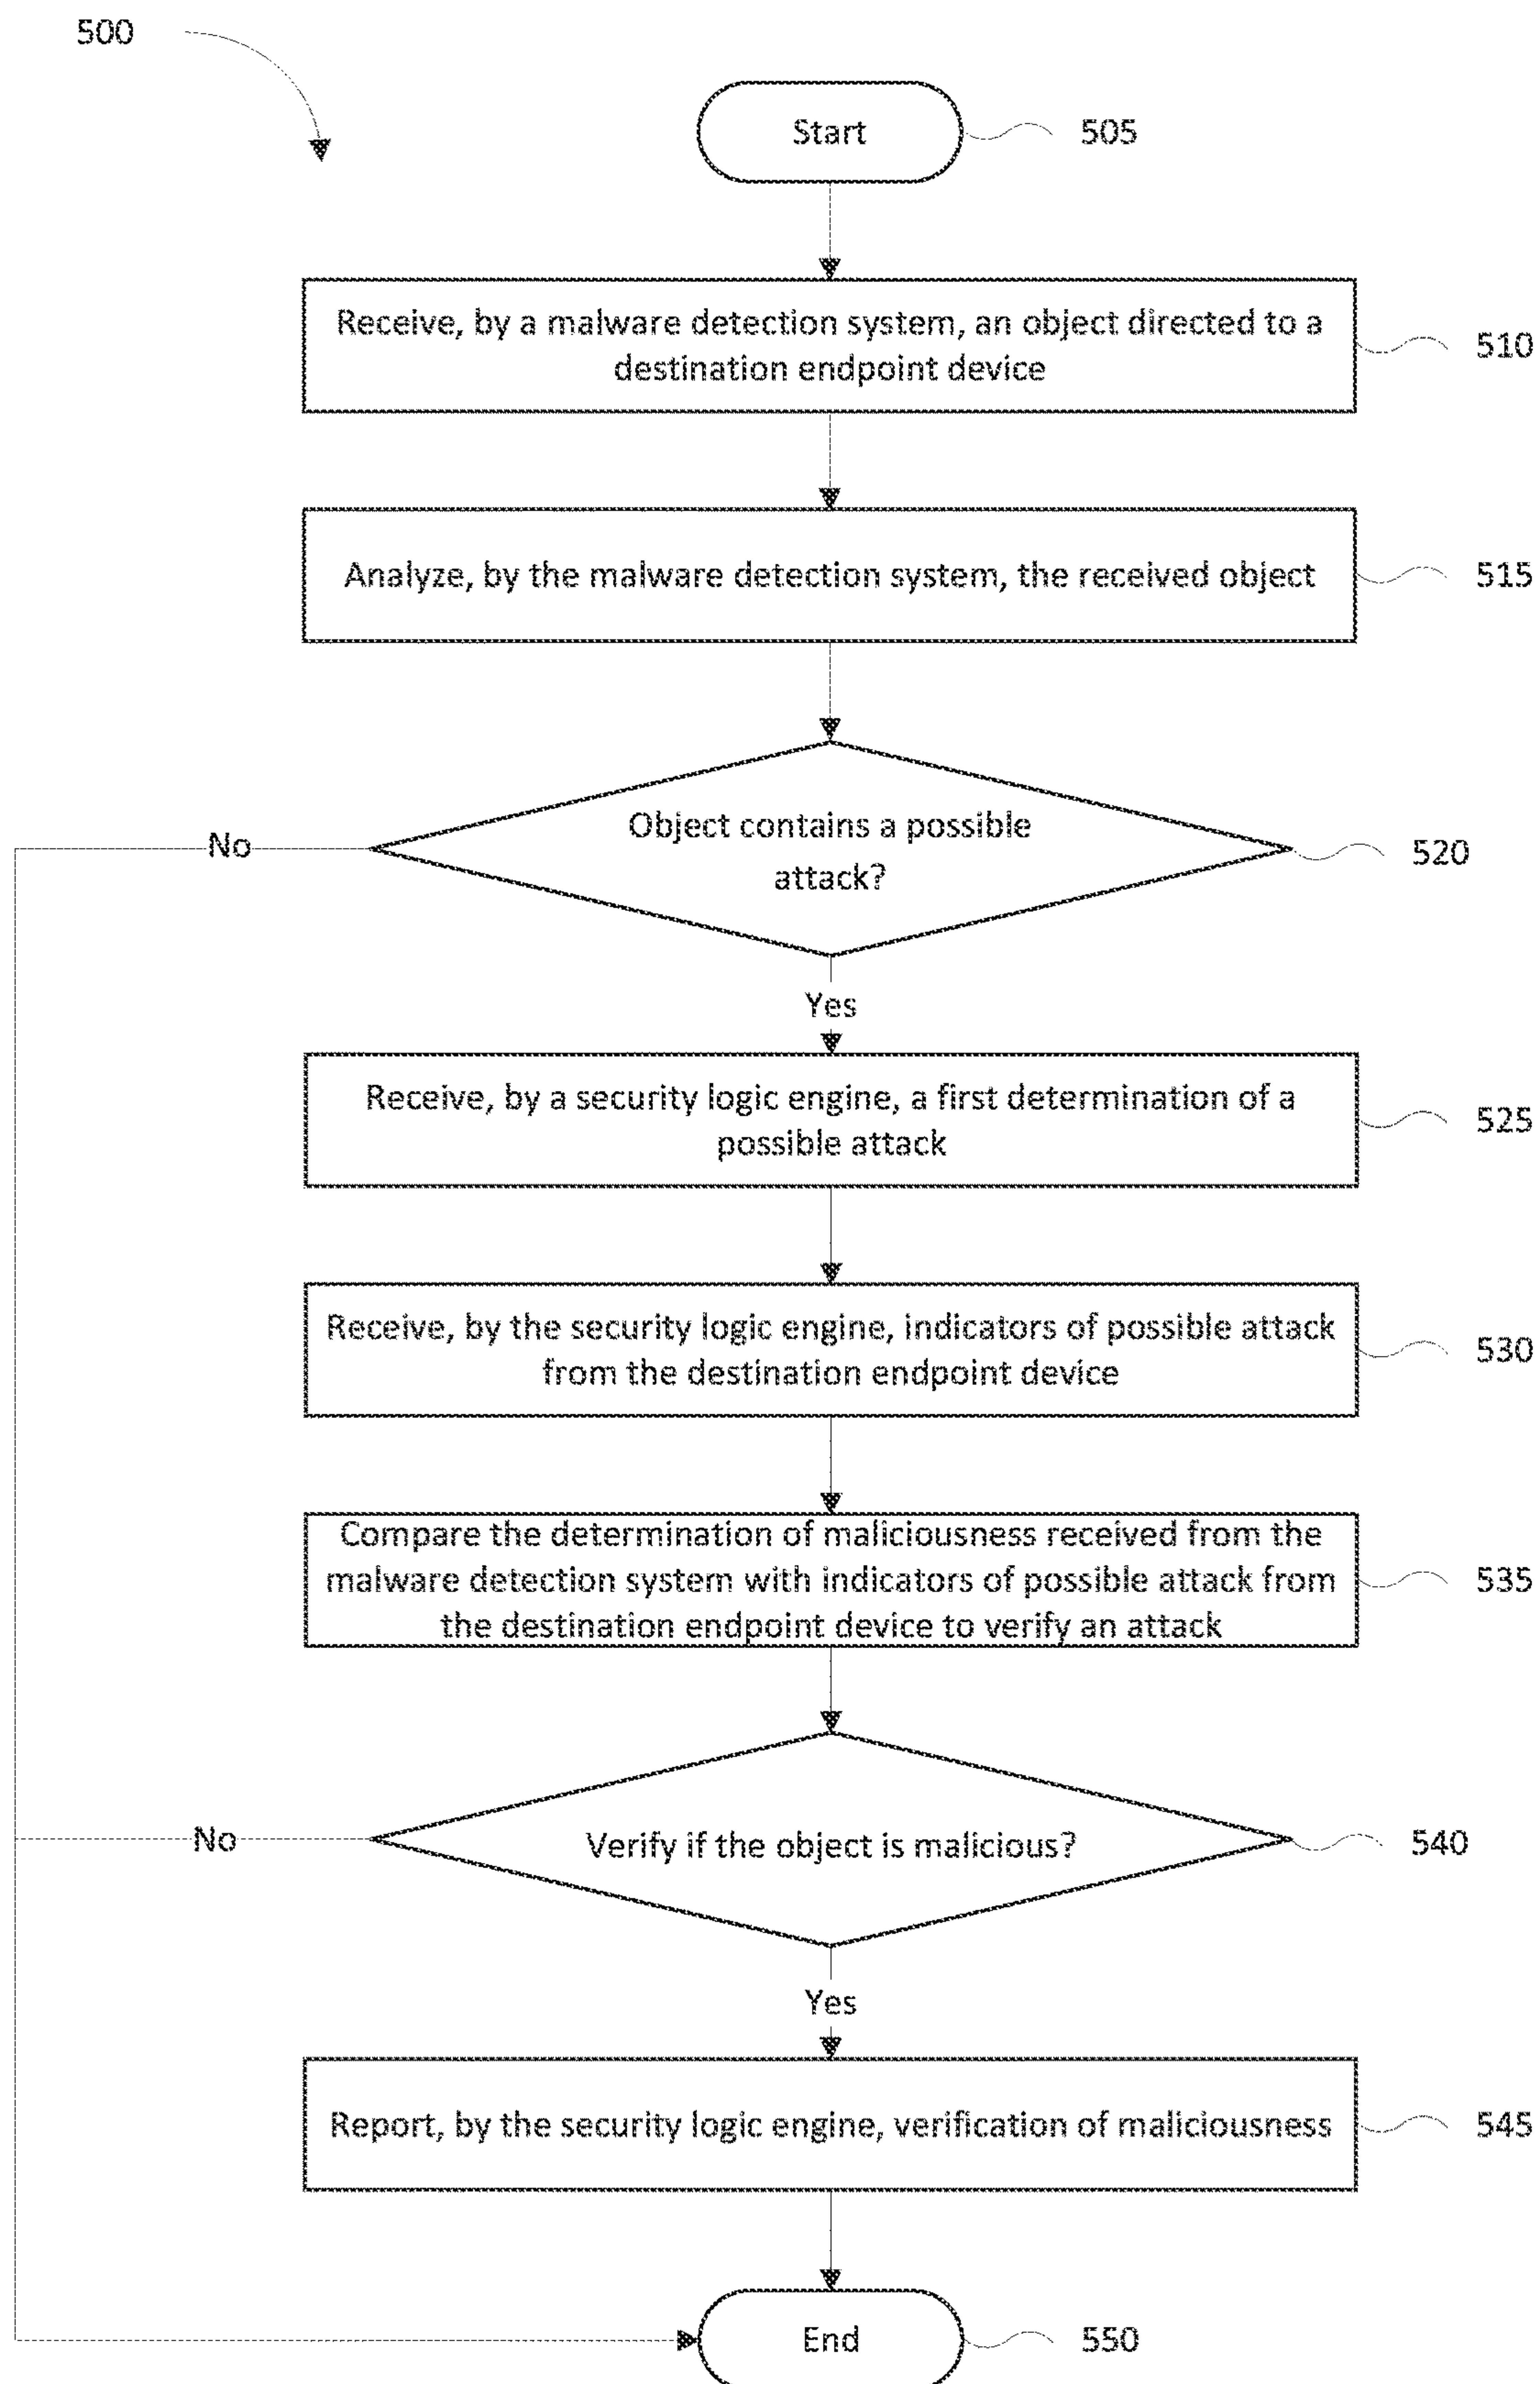 500
Start
505
Receive, by a malware detection system, an object directed to a
destination endpoint device
510
Analyze, by the malware detection system, the received object
515
Object contains a possible
attack?
520
No
Yes
Receive, by a security logic engine, a first determination of a
possible attack
525
Receive, by the security logic engine, indicators of possible attack
from the destination endpoint device
530
Compare the determination of maliciousness received from the
malware detection system with indicators of possible attack from
the destination endpoint device to verify an attack
535
Verify if the object is malicious?
540
No
Yes
Report, by the security logic engine, verification of maliciousness
545
End
550